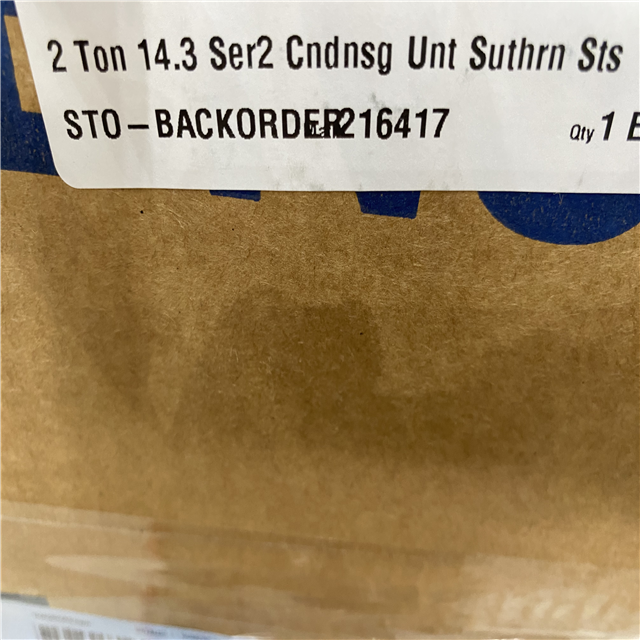 2 Ton 14.3 Ser2 Cndnsg Unt Suthrn Sts
STO-BACKORDER216417
Qty 1 E